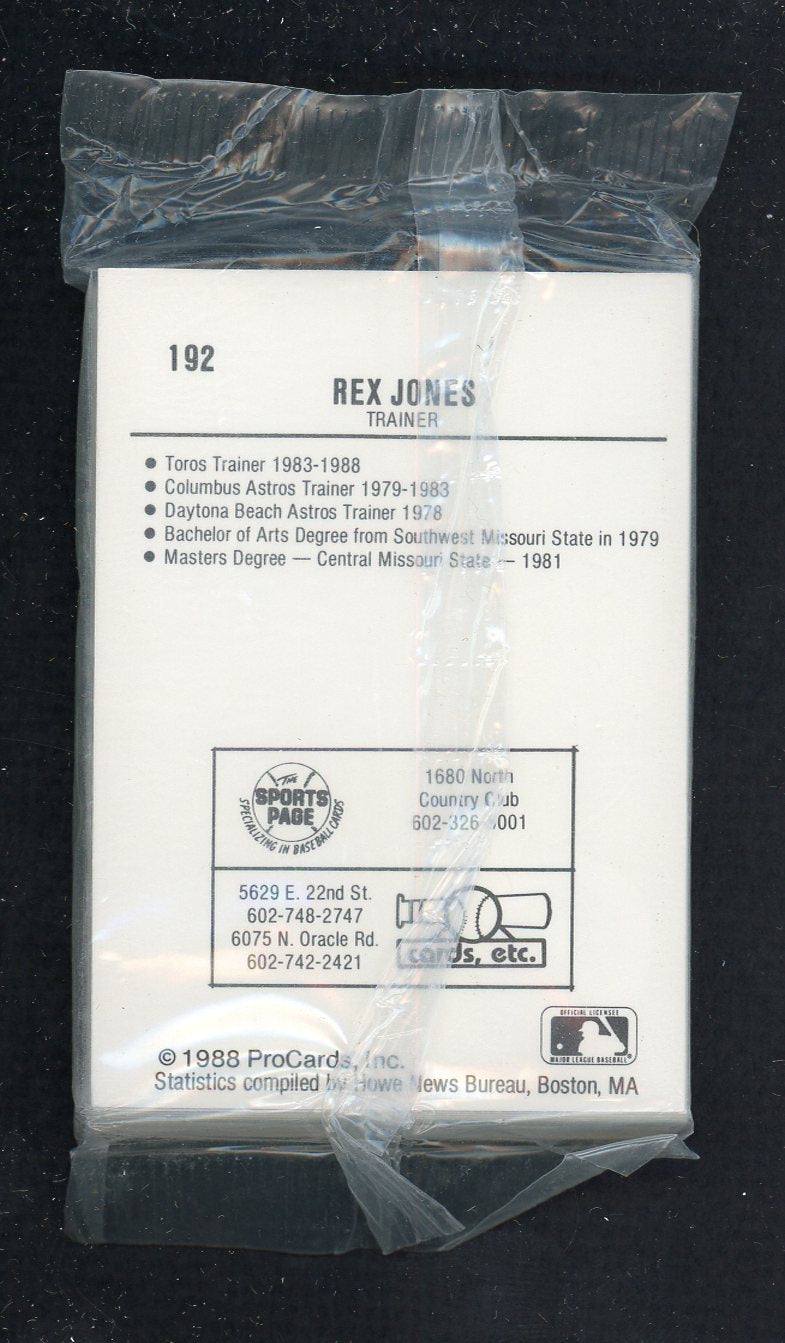 192
REX JONES
TRAINER
● Toros Trainer 1983-1988
● Columbus Astros Trainer 1979-1983
● Daytona Beach Astros Trainer 1978
● Bachelor of Arts Degree from Southwest Missouri State in 1979
● Masters Degree — Central Missouri State — 1981
THE
SPORTS
PAGE
SPECIALIZING IN BASEBALL CARDS
1680 North
Country Club
602-326- 001
5629 E. 22nd St.
602-748-2747
6075 N. Oracle Rd.
602-742-2421
cards, etc.
OFFICIAL LICENSEE
MAJOR LEAGUE BASEBALL®
© 1988 ProCards, Inc.
Statistics compiled by Howe News Bureau, Boston, MA